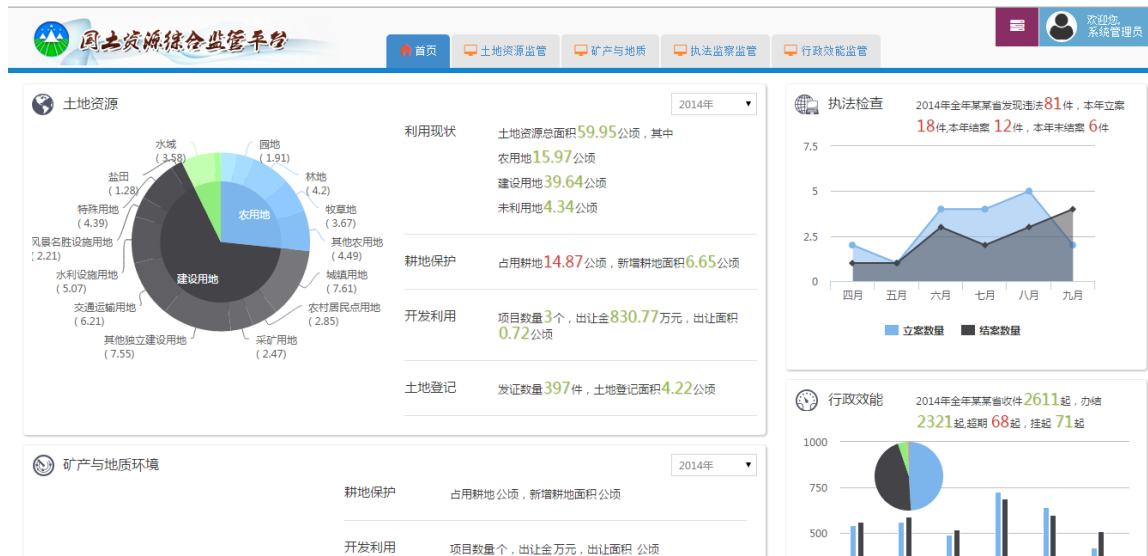 国土资源综合监管平台
首页
土地资源监管
矿产与地质
执法监察监管
行政效能监管
欢迎您,
系统管理员
土地资源
2014年
水域
( 3.58)
园地
( 1.91)
盐田
( 1.28)
林地
( 4.2)
特殊用地
( 4.39)
牧草地
( 3.67)
风景名胜设施用地
( 2.21)
其他农用地
( 4.49)
水利设施用地
( 5.07)
城镇用地
( 7.61)
交通运输用地
( 6.21)
农村居民点用地
( 2.85)
其他独立建设用地
( 7.55)
采矿用地
( 2.47)
农用地
建设用地
利用现状
土地资源总面积59.95公顷，其中
农用地15.97公顷
建设用地39.64公顷
未利用地4.34公顷
耕地保护
占用耕地14.87公顷，新增耕地面积6.65公顷
开发利用
项目数量3个，出让金830.77万元，出让面积
0.72公顷
土地登记
发证数量397件，土地登记面积4.22公顷
执法检查
2014年全年某某省发现违法81件，本年立案
18件,本年结案 12件，本年未结案 6件
7.5
5
2.5
0
四月 五月 六月 七月 八月 九月
立案数量 结案数量
行政效能
2014年全年某某省收件2611起，办结
2321起,超期 68起，挂起 71起
1000
750
500
矿产与地质环境
2014年
耕地保护
占用耕地公顷，新增耕地面积公顷
开发利用
项目数量个，出让金万元，出让面积 公顷